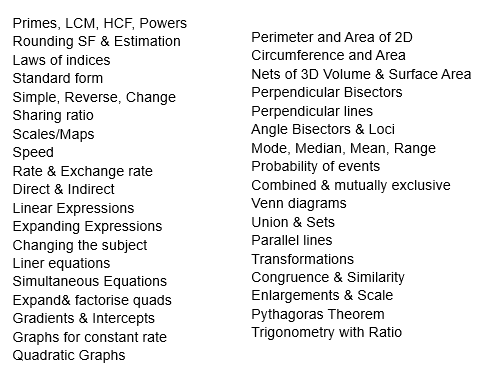 Primes, LCM, HCF, Powers
Rounding SF & Estimation
Laws of indices
Standard form
Simple, Reverse, Change
Sharing ratio
Scales/Maps
Speed
Rate & Exchange rate
Direct & Indirect
Linear Expressions
Expanding Expressions
Changing the subject
Liner equations
Simultaneous Equations
Expand& factorise quads
Gradients & Intercepts
Graphs for constant rate
Quadratic Graphs
Perimeter and Area of 2D
Circumference and Area
Nets of 3D Volume & Surface Area
Perpendicular Bisectors
Perpendicular lines
Angle Bisectors & Loci
Mode, Median, Mean, Range
Probability of events
Combined & mutually exclusive
Venn diagrams
Union & Sets
Parallel lines
Transformations
Congruence & Similarity
Enlargements & Scale
Pythagoras Theorem
Trigonometry with Ratio